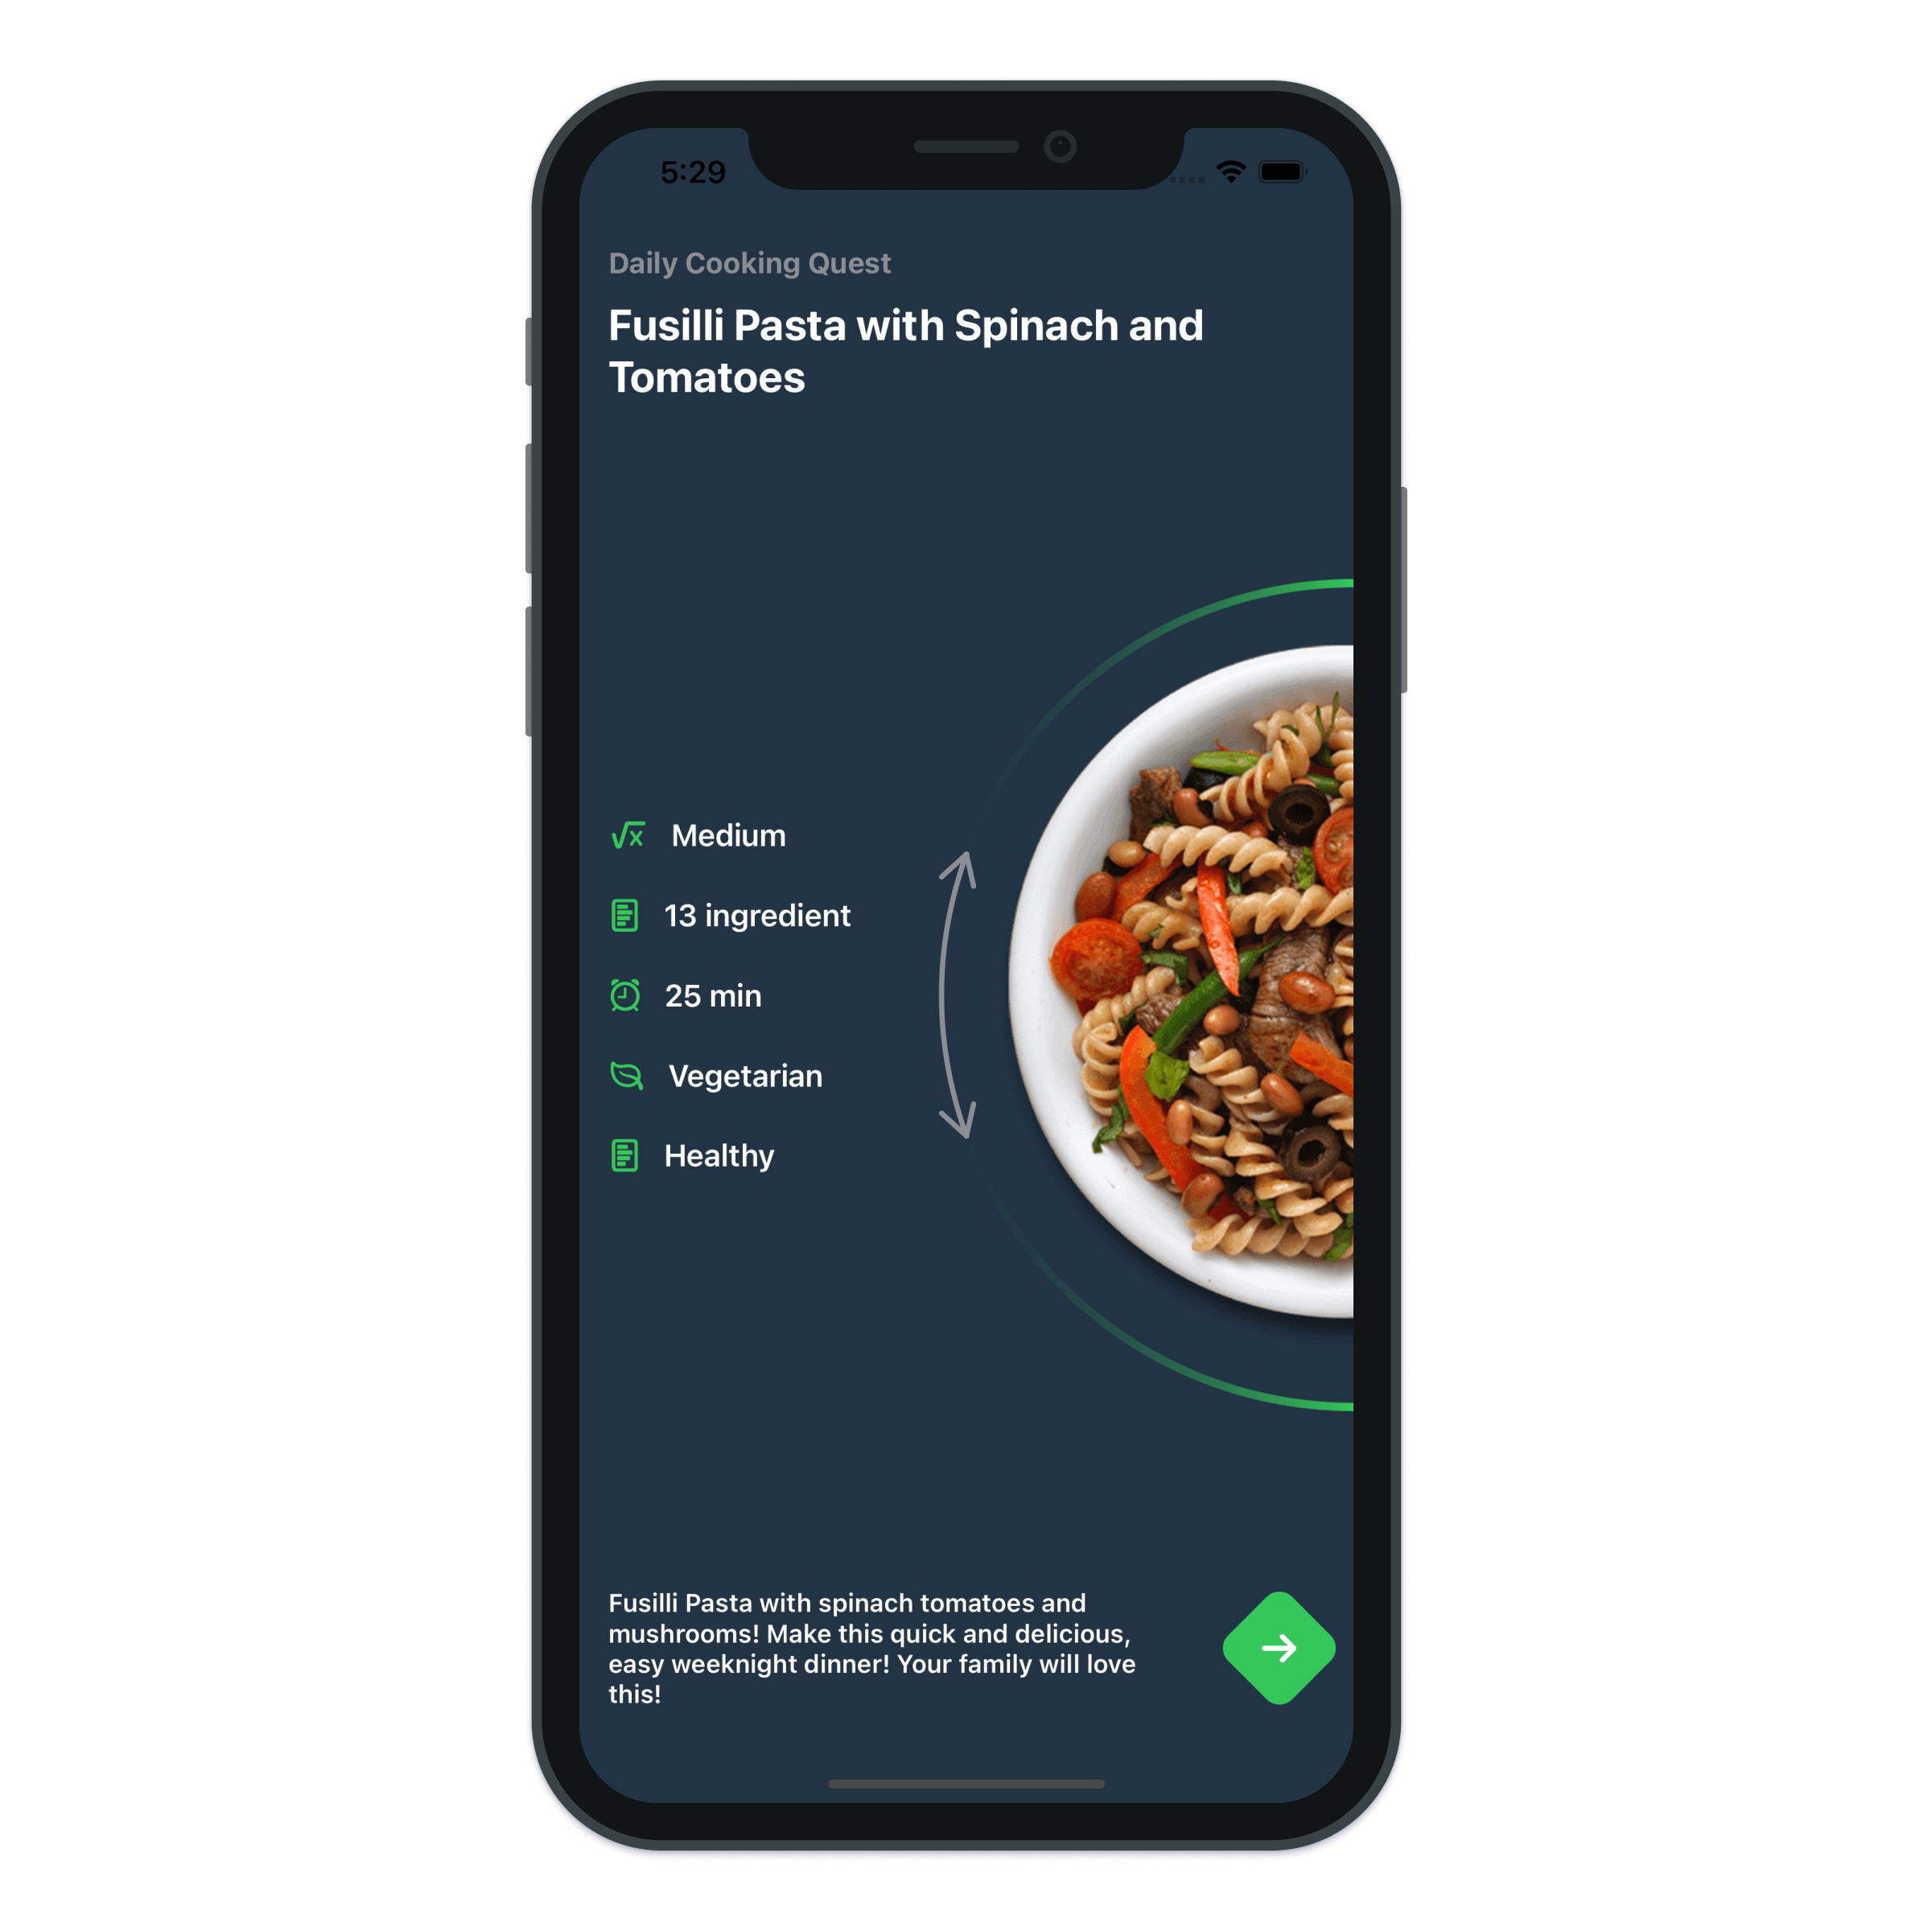 5:29
Daily Cooking Quest
Fusilli Pasta with Spinach and
Tomatoes
Medium
13 ingredient
25 min
Vegetarian
Healthy
Fusilli Pasta with spinach tomatoes and
mushrooms! Make this quick and delicious,
easy weeknight dinner! Your family will love
this!